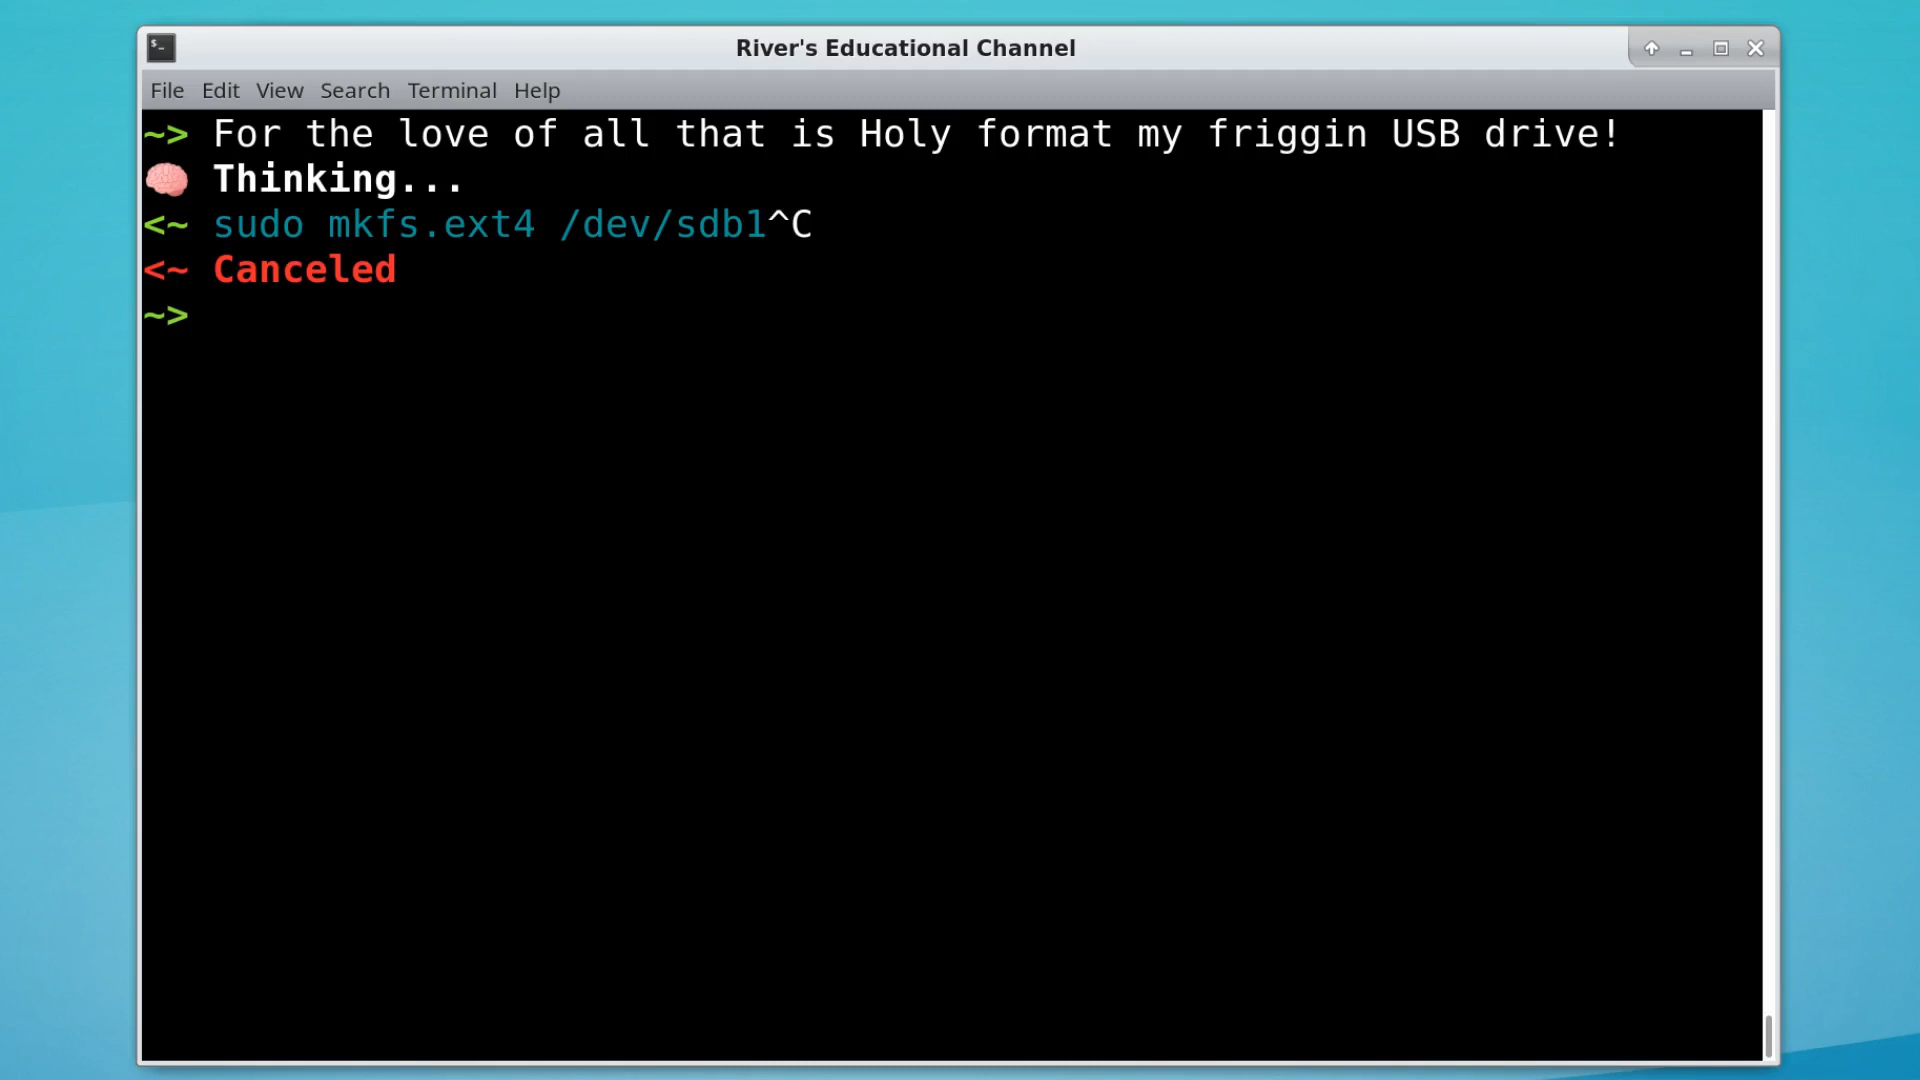 River's Educational Channel
File Edit View Search Terminal Help
~> For the love of all that is Holy format my friggin USB drive!
🧠 Thinking...
<~ sudo mkfs.ext4 /dev/sdb1^C
<~ Canceled
~>